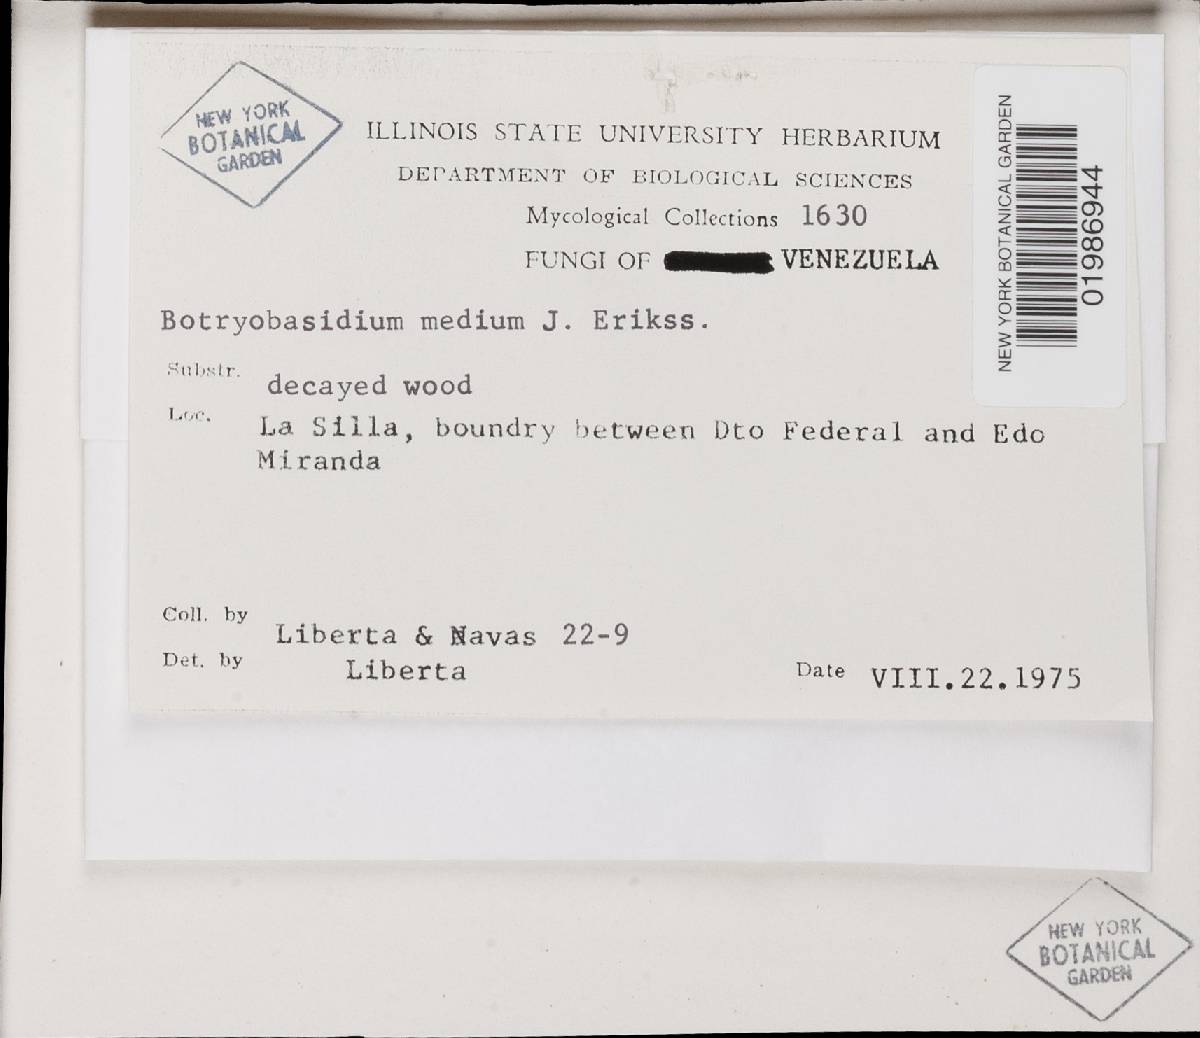 NEW YORK
BOTANICAL
GARDEN
ILLINOIS STATE UNIVERSITY HERBARIUM
DEPARTMENT OF BIOLOGICAL SCIENCES
Mycological Collections 1630
FUNGI OF VENEZUELA
NEW YORK BOTANICAL GARDEN
01986944
Botryobasidium medium J. Erikss.
Substr. decayed wood
Loc. La Silla, boundry between Dto Federal and Edo
Miranda
Coll. by Liberta & Navas 22-9
Det. by Liberta
Date VIII.22.1975
NEW YORK
BOTANICAL
GARDEN